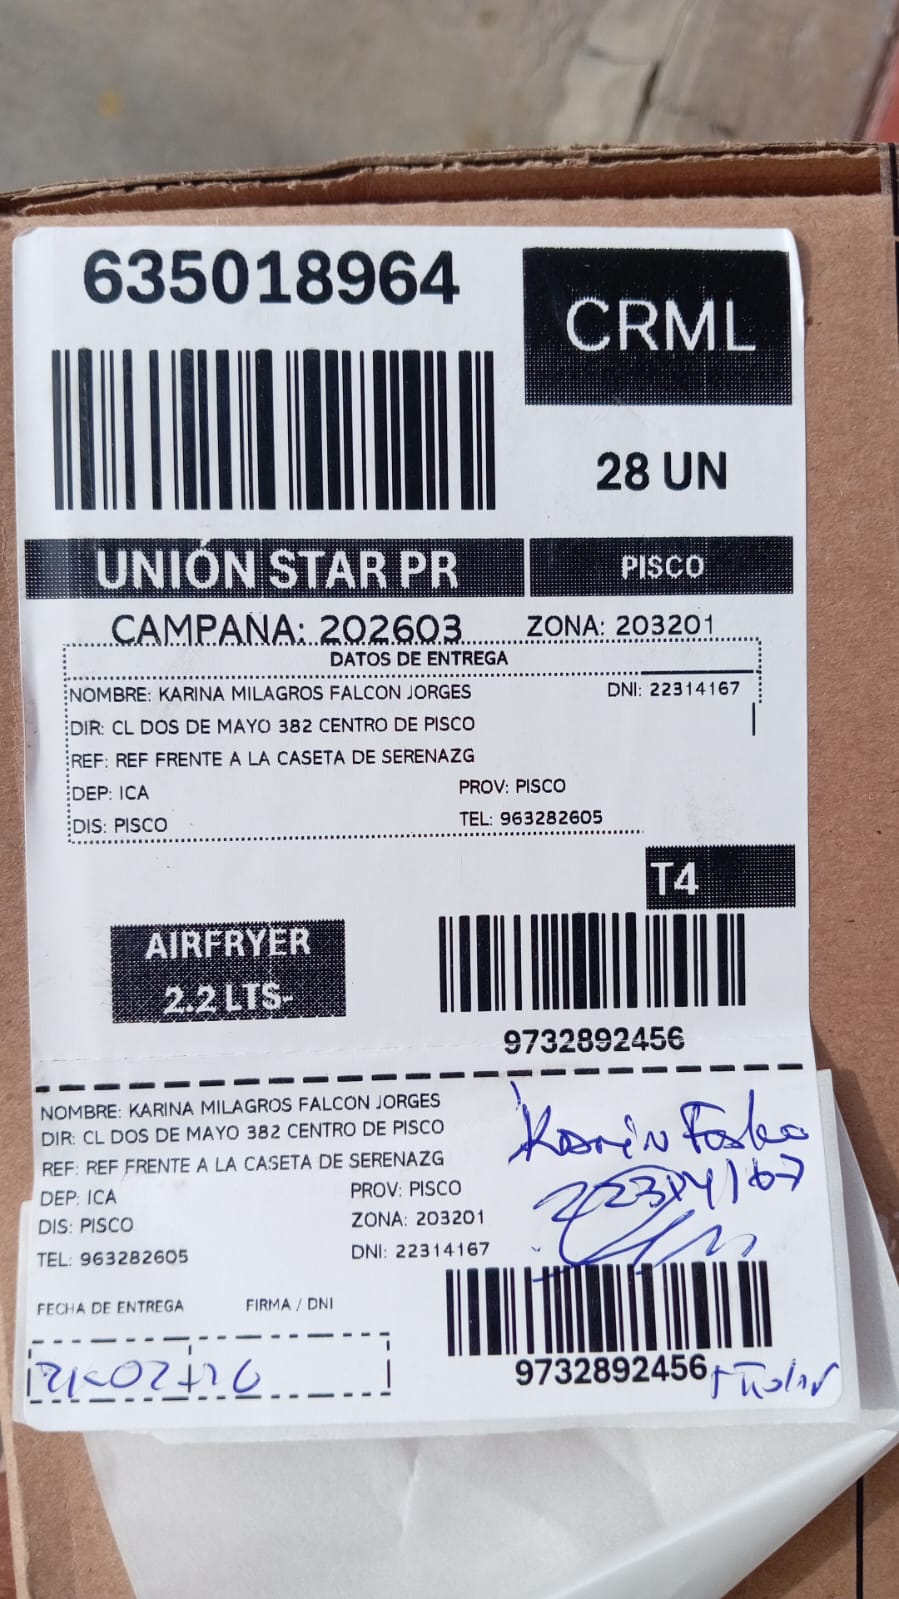 635018964
CRML
28 UN
UNIÓN STAR PR
PISCO
CAMPAÑA: 202603
ZONA: 203201
DATOS DE ENTREGA
NOMBRE: KARINA MILAGROS FALCON JORGES DNI: 22314167
DIR: CL DOS DE MAYO 382 CENTRO DE PISCO
REF: REF FRENTE A LA CASETA DE SERENAZG
DEP: ICA PROV: PISCO
DIS: PISCO TEL: 963282605
T4
AIRFRYER
2.2 LTS-
9732892456
NOMBRE: KARINA MILAGROS FALCON JORGES
DIR: CL DOS DE MAYO 382 CENTRO DE PISCO
REF: REF FRENTE A LA CASETA DE SERENAZG
DEP: ICA PROV: PISCO
DIS: PISCO ZONA: 203201
TEL: 963282605 DNI: 22314167
FECHA DE ENTREGA FIRMA / DNI
9732892456